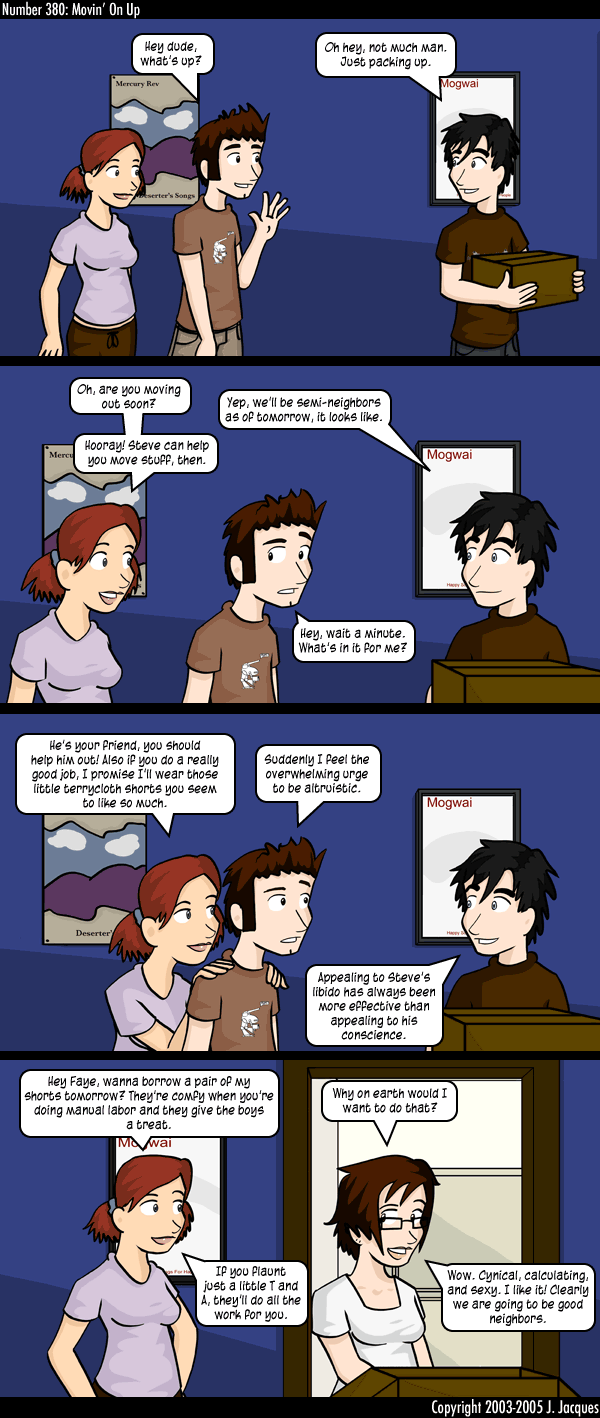 Number 380: Movin' On Up
Hey dude,
what's up?
Oh hey, not much man.
Just packing up.
Mercury Rev
Deserter's Songs
Mogwai
Oh, are you moving
out soon?
Hooray! Steve can help
you move stuff, then.
Yep, we'll be semi-neighbors
as of tomorrow, it looks like.
Hey, wait a minute.
What's in it for me?
Mercu
Mogwai
He's your friend, you should
help him out! Also if you do a really
good job, I promise I'll wear those
little terrycloth shorts you seem
to like so much.
Suddenly I feel the
overwhelming urge
to be altruistic.
Appealing to Steve's
libido has always been
more effective than
appealing to his
conscience.
Deserter'
Mogwai
Hey Faye, wanna borrow a pair of my
shorts tomorrow? They're comfy when you're
doing manual labor and they give the boys
a treat.
Why on earth would I
want to do that?
If you flaunt
just a little T and
A, they'll do all the
work for you.
Wow. Cynical, calculating,
and sexy. I like it! Clearly
we are going to be good
neighbors.
Mogwai
Copyright 2003-2005 J. Jacques